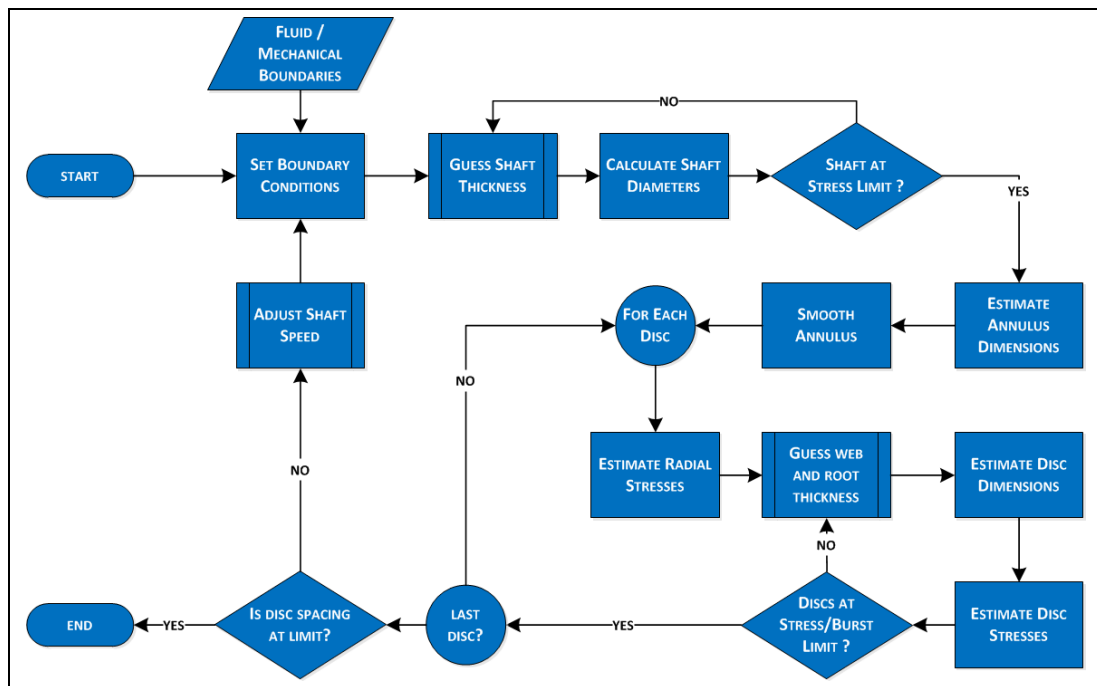 FLUID /
MECHANICAL
BOUNDARIES
NO
START
SET BOUNDARY
CONDITIONS
GUESS SHAFT
THICKNESS
CALCULATE SHAFT
DIAMETERS
SHAFT AT
STRESS LIMIT ?
YES
ADJUST SHAFT
SPEED
FOR EACH
DISC
SMOOTH
ANNULUS
ESTIMATE
ANNULUS
DIMENSIONS
NO
NO
ESTIMATE RADIAL
STRESSES
GUESS WEB
AND ROOT
THICKNESS
ESTIMATE DISC
DIMENSIONS
NO
END
YES
IS DISC SPACING
AT LIMIT?
LAST
DISC?
YES
DISCS AT
STRESS/BURST
LIMIT ?
ESTIMATE DISC
STRESSES